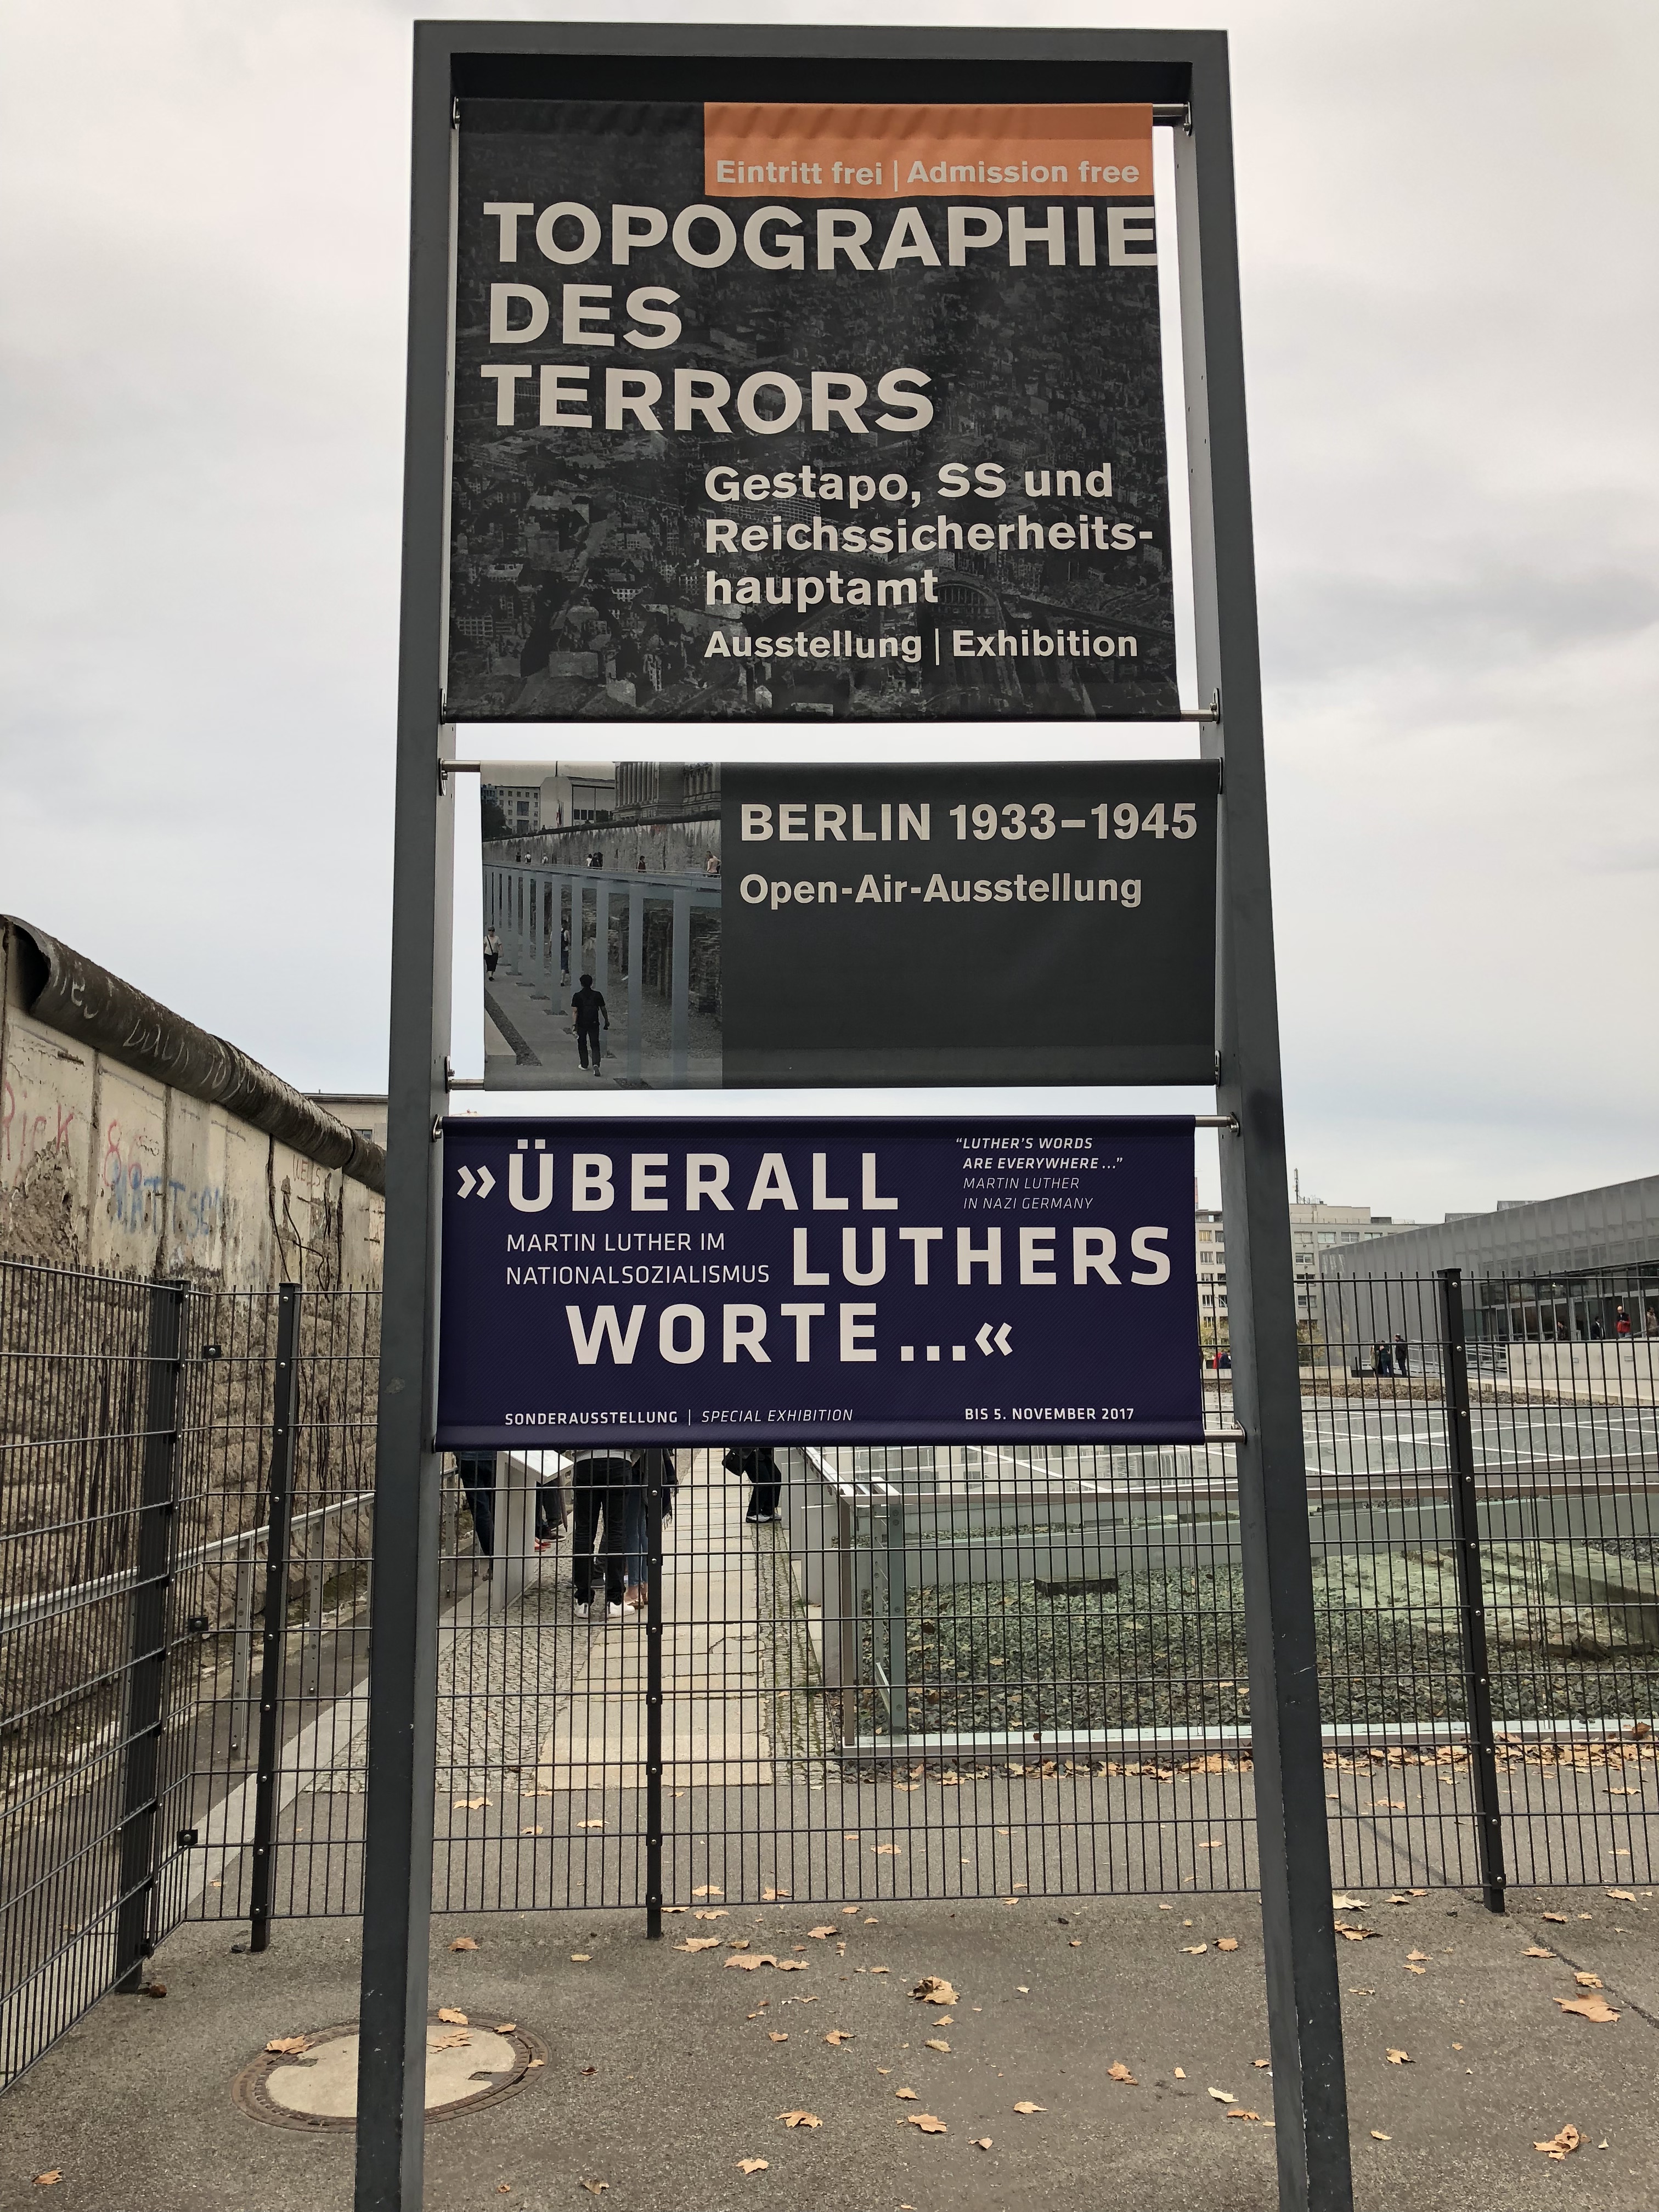 Eintritt frei | Admission free
TOPOGRAPHIE
DES
TERRORS
Gestapo, SS und
Reichssicherheits-
hauptamt
Ausstellung | Exhibition
BERLIN 1933–1945
Open-Air-Ausstellung
»ÜBERALL
"LUTHER'S WORDS
ARE EVERYWHERE..."
MARTIN LUTHER
IN NAZI GERMANY
MARTIN LUTHER IM
NATIONALSOZIALISMUS
LUTHERS
WORTE...«
SONDERAUSSTELLUNG | SPECIAL EXHIBITION
BIS 5. NOVEMBER 2017